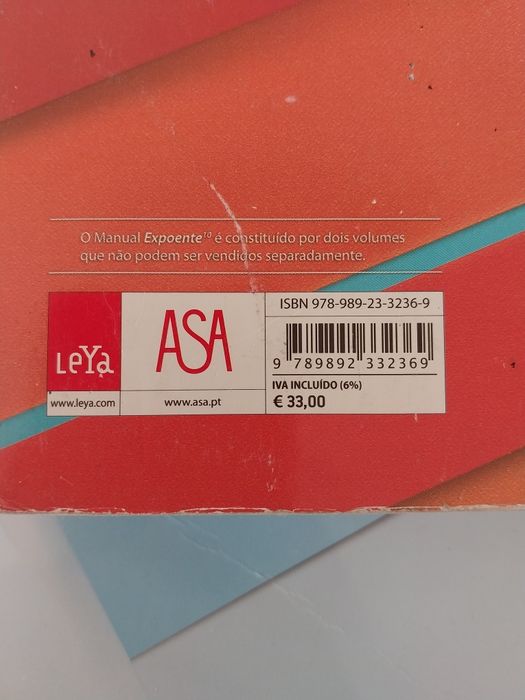 O Manual Expoente10 é constituído por dois volumes
que não podem ser vendidos separadamente.
LeYa
ASA
ISBN 978-989-23-3236-9
9 789892 332369
IVA INCLUÍDO (6%)
€ 33,00
www.leya.com
www.asa.pt